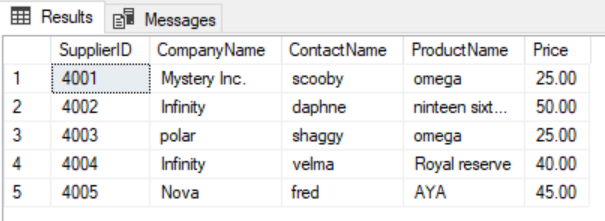 Results Messages
SupplierID CompanyName ContactName ProductName Price
1 4001 Mystery Inc. scooby omega 25.00
2 4002 Infinity daphne ninteen sixt... 50.00
3 4003 polar shaggy omega 25.00
4 4004 Infinity velma Royal reserve 40.00
5 4005 Nova fred AYA 45.00